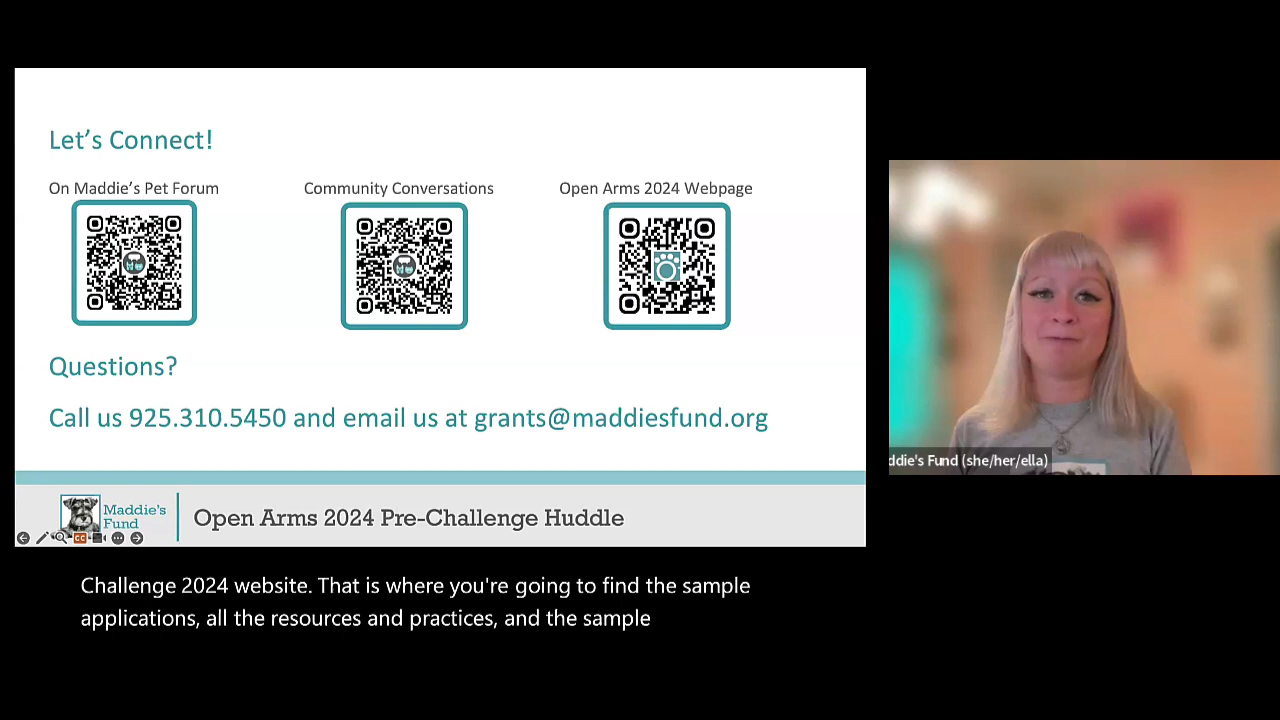 Let's Connect!
On Maddie's Pet Forum
Community Conversations
Open Arms 2024 Webpage
Questions?
Call us 925.310.5450 and email us at grants@maddiesfund.org
Maddie's
Fund
Open Arms 2024 Pre-Challenge Huddle
CC
ddie's Fund (she/her/ella)
Challenge 2024 website. That is where you're going to find the sample
applications, all the resources and practices, and the sample